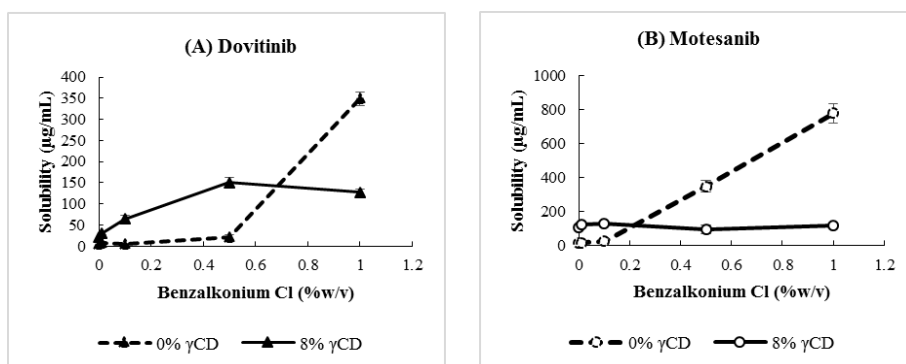 (A) Dovitinib
Solubility (µg/mL)
400
350
300
250
200
150
100
50
0
0 0.2 0.4 0.6 0.8 1 1.2
Benzalkonium Cl (%w/v)
0% γCD 8% γCD
(B) Motesanib
Solubility (µg/mL)
1000
800
600
400
200
0
0 0.2 0.4 0.6 0.8 1 1.2
Benzalkonium Cl (%w/v)
0% γCD 8% γCD